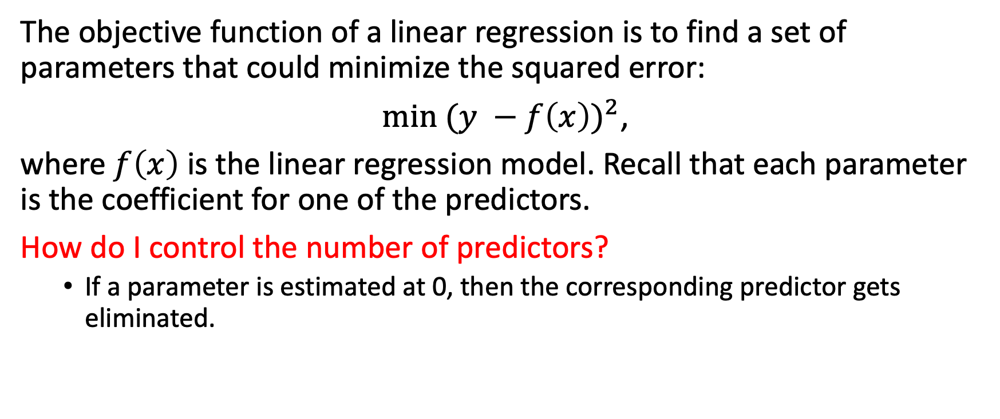 The objective function of a linear regression is to find a set of
parameters that could minimize the squared error:
min (y − f(x))²,
where f(x) is the linear regression model. Recall that each parameter
is the coefficient for one of the predictors.
How do I control the number of predictors?
• If a parameter is estimated at 0, then the corresponding predictor gets
eliminated.